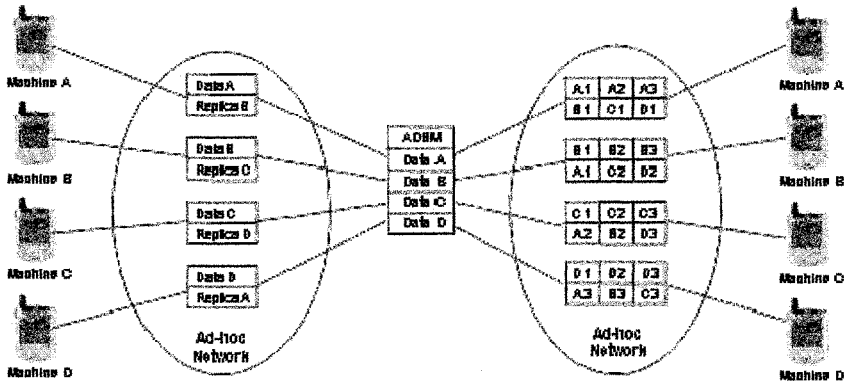 Machine A
Machine B
Machine C
Machine D
Data A
Replica B
Data B
Replica C
Data C
Replica D
Data D
Replica A
Ad-hoc
Network
ADBM
Data A
Data B
Data C
Data D
A1 A2 A3
B1 C1 D1
B1 B2 B3
A1 C2 D2
C1 C2 C3
A2 B2 D3
D1 D2 D3
A3 B3 C3
Ad-hoc
Network
Machine A
Machine B
Machine C
Machine D